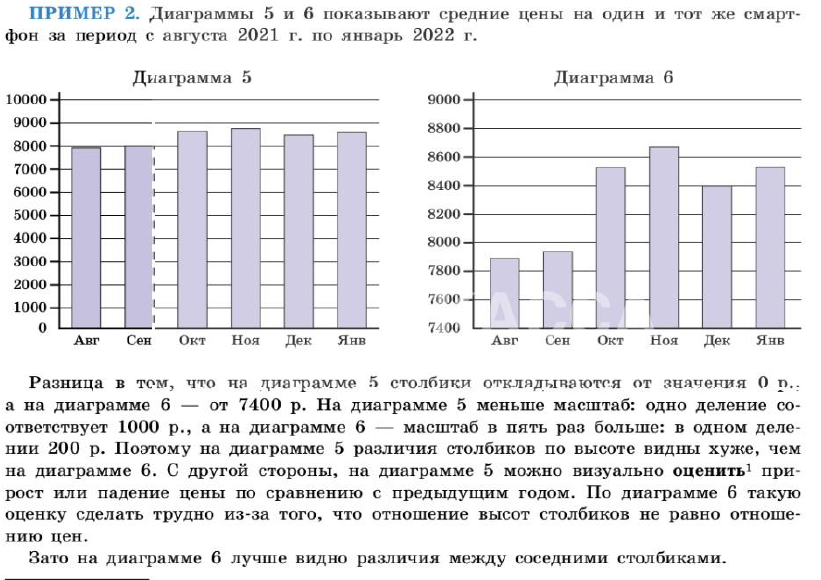 ПРИМЕР 2. Диаграммы 5 и 6 показывают средние цены на один и тот же смарт-
фон за период с августа 2021 г. по январь 2022 г.
Диаграмма 5
10000
9000
8000
7000
6000
5000
4000
3000
2000
1000
0
Авг Сен Окт Ноя Дек Янв
Диаграмма 6
9000
8800
8600
8400
8200
8000
7800
7600
7400
Авг Сен Окт Ноя Дек Янв
Разница в том, что на диаграмме 5 столбики откладываются от значения 0 р.,
а на диаграмме 6 — от 7400 р. На диаграмме 5 меньше масштаб: одно деление со-
ответствует 1000 р., а на диаграмме 6 — масштаб в пять раз больше: в одном деле-
нии 200 р. Поэтому на диаграмме 5 различия столбиков по высоте видны хуже, чем
на диаграмме 6. С другой стороны, на диаграмме 5 можно визуально оценить¹ при-
рост или падение цены по сравнению с предыдущим годом. По диаграмме 6 такую
оценку сделать трудно из-за того, что отношение высот столбиков не равно отноше-
нию цен.
Зато на диаграмме 6 лучше видно различия между соседними столбиками.